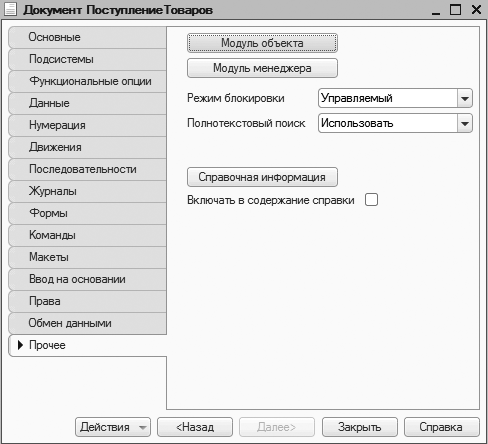 Документ ПоступлениеТоваров
Основные
Подсистемы
Функциональные опции
Данные
Нумерация
Движения
Последовательности
Журналы
Формы
Команды
Макеты
Ввод на основании
Права
Обмен данными
Прочее
Модуль объекта
Модуль менеджера
Режим блокировки Управляемый
Полнотекстовый поиск Использовать
Справочная информация
Включать в содержание справки
Действия <Назад Далее> Закрыть Справка